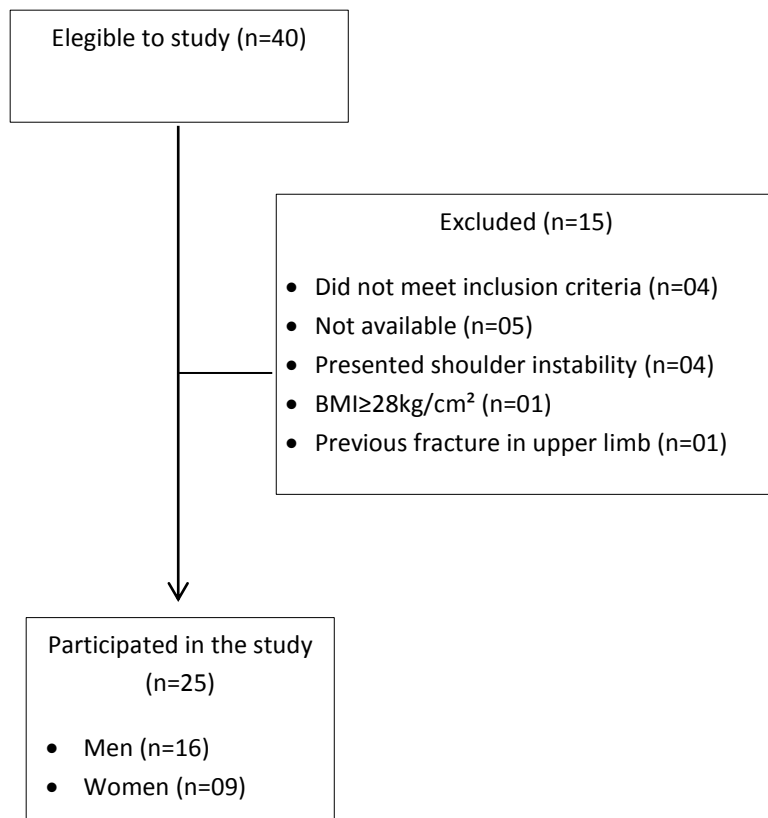 Elegible to study (n=40)
Excluded (n=15)
• Did not meet inclusion criteria (n=04)
• Not available (n=05)
• Presented shoulder instability (n=04)
• BMI≥28kg/cm² (n=01)
• Previous fracture in upper limb (n=01)
Participated in the study
(n=25)
• Men (n=16)
• Women (n=09)